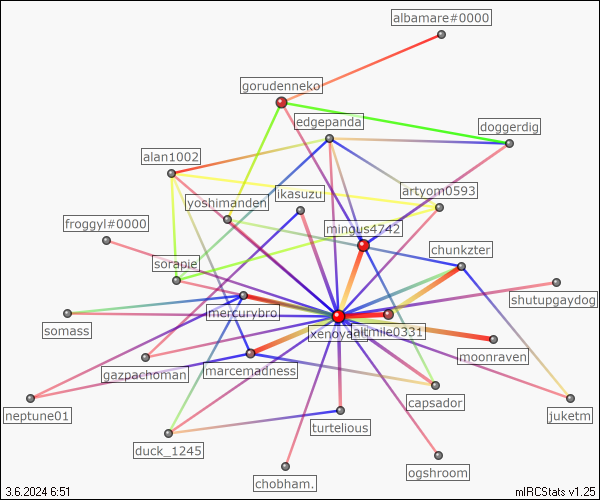 albamare#0000
gorudenneko
edgepanda
doggerdig
alan1002
artyom0593
ikasuzu
yoshimanden
froggyl#0000
mingus4742
chunkzter
sorapie
shutupgaydog
mercurybro.
somass
xenoya
altmile0331
moonraven
gazpachoman
marcemadness
capsador
juketm
neptune01
turtelious
duck_1245
ogshroom
chobham.
3.6.2024 6:51
mIRCStats v1.25